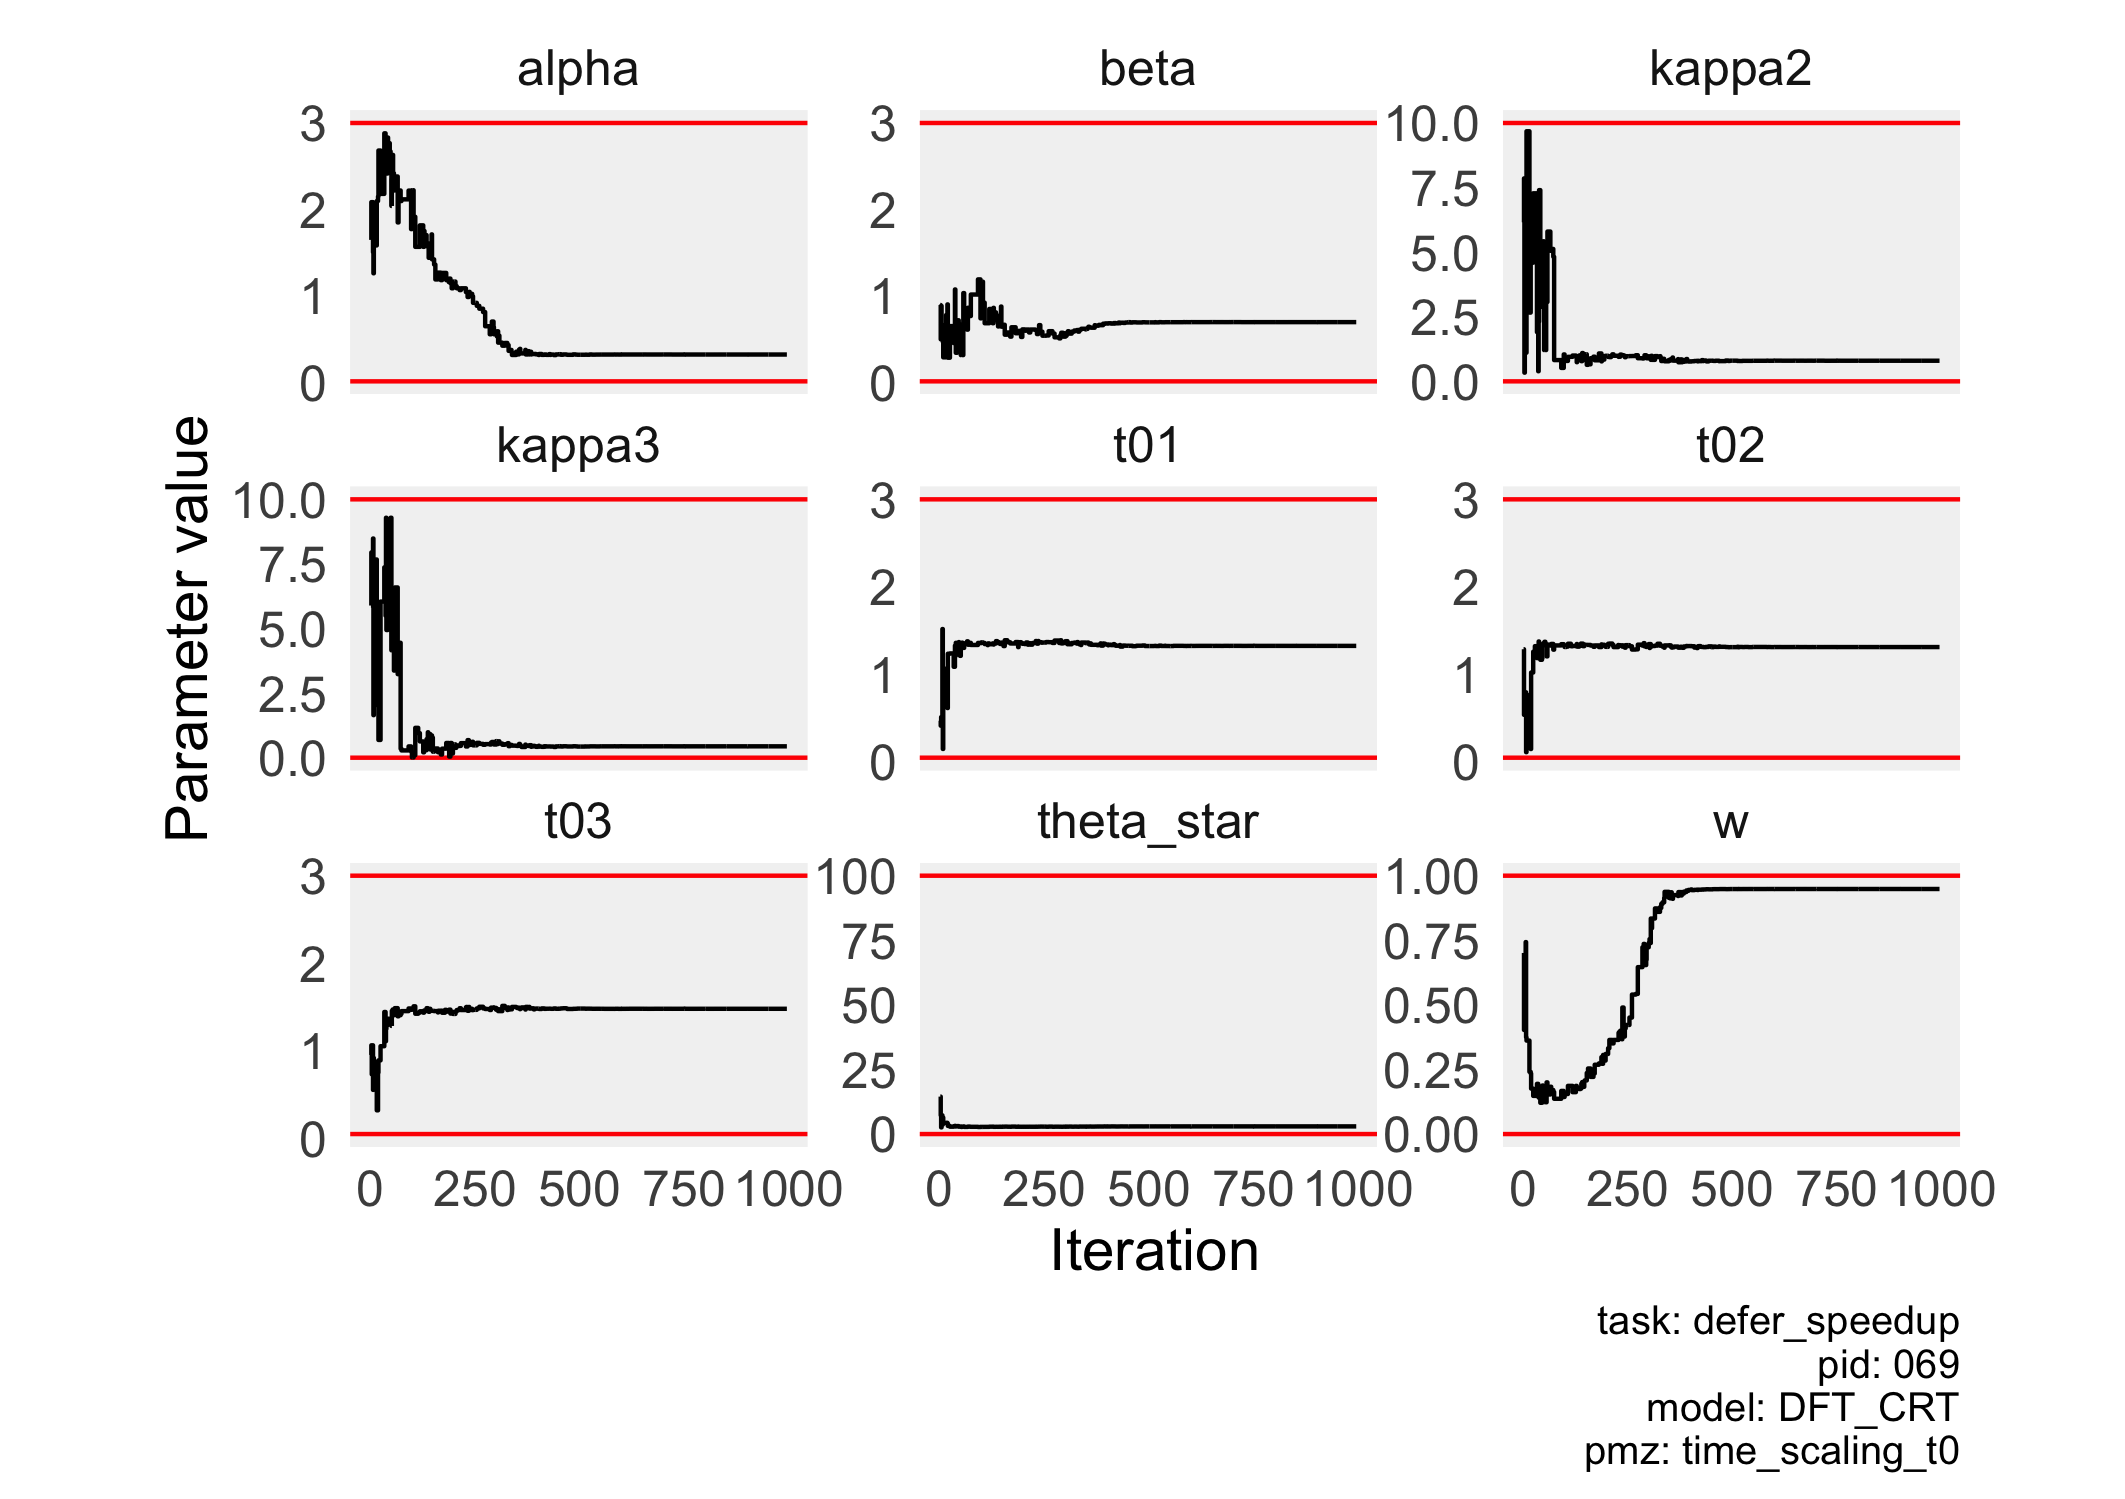 alpha beta kappa2
3 3 10.0
7.5
2 2
5.0
1 1
2.5
0 0 0.0
kappa3 t01 t02
10.0 3 3
7.5
2 2
5.0
2.5 1 1
0.0 0 0
t03 theta_star w
3 100 1.00
75 0.75
2
50 0.50
1
25 0.25
0 0 0.00
0 250 500 750 1000 0 250 500 750 1000 0 250 500 750 1000
Parameter value
Iteration
task: defer_speedup
pid: 069
model: DFT_CRT
pmz: time_scaling_t0